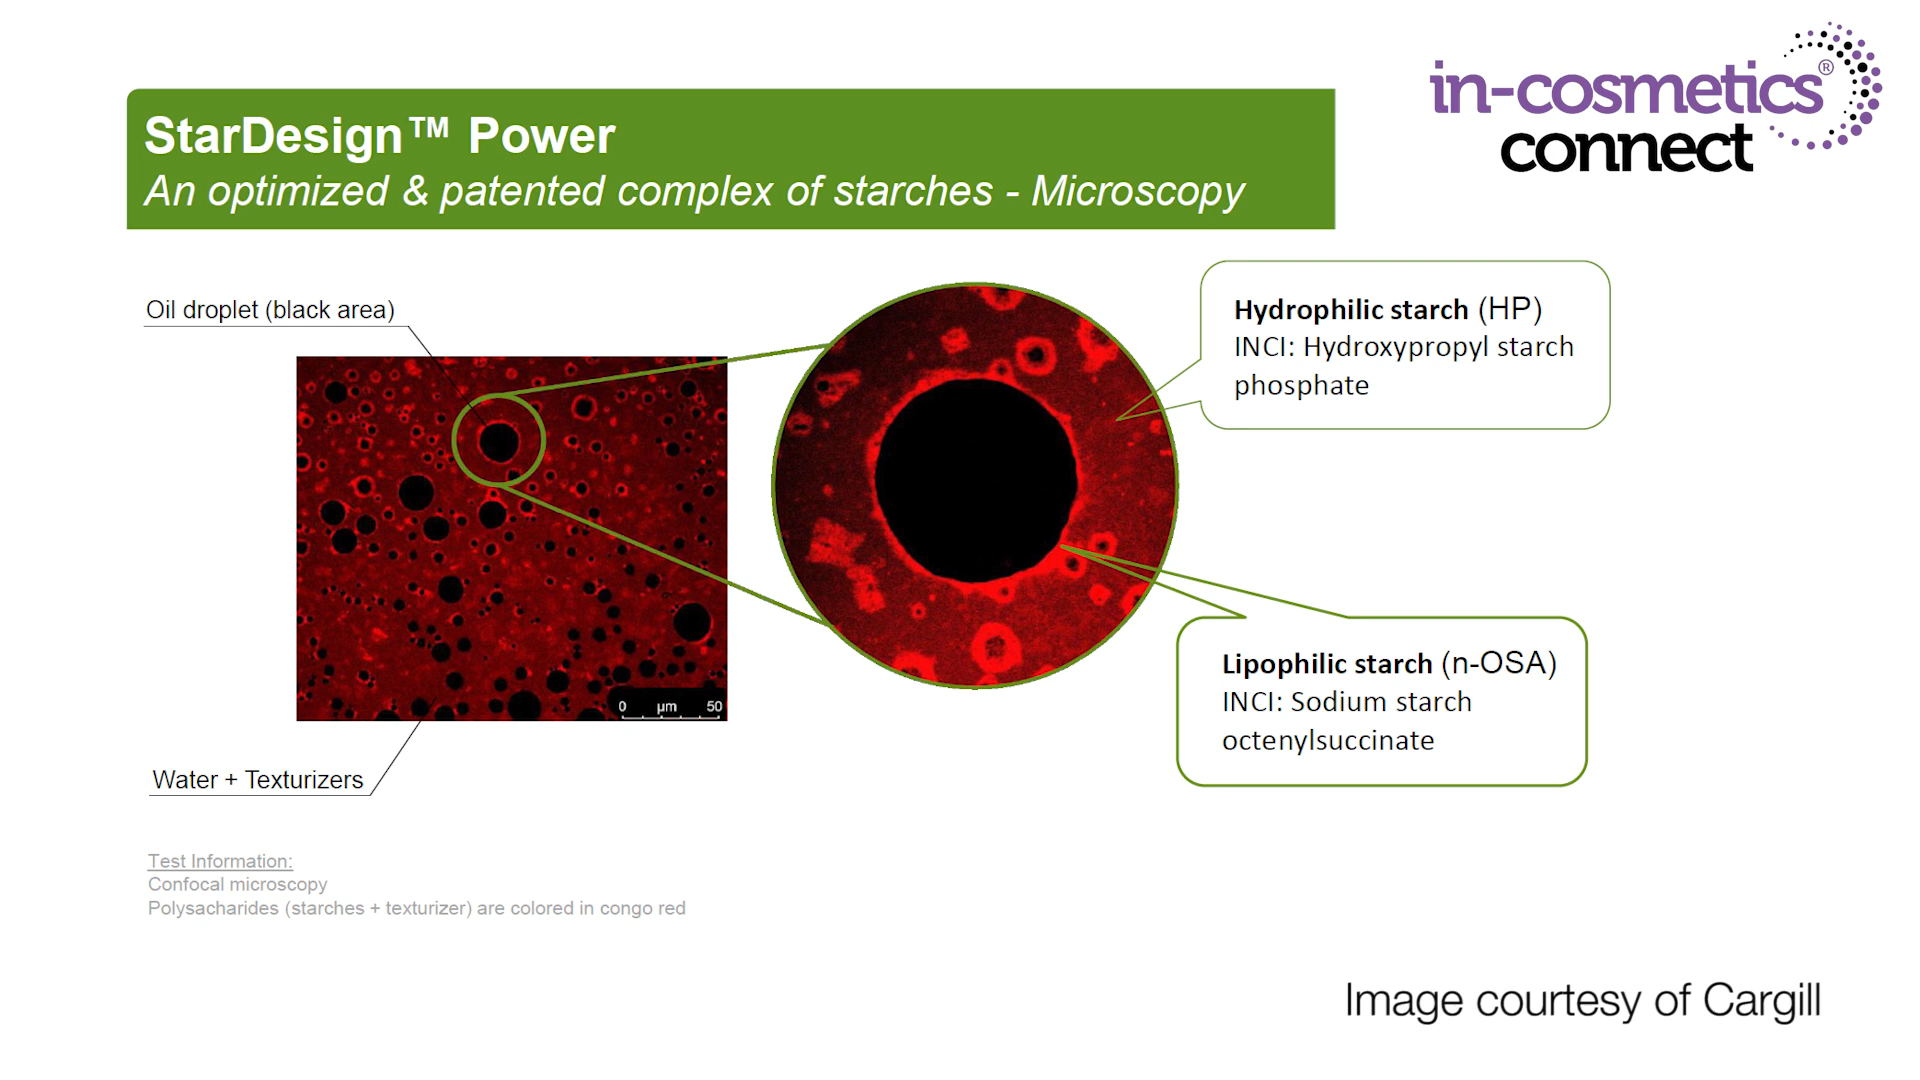 in-cosmetics®
connect
StarDesign™ Power
An optimized & patented complex of starches - Microscopy
Oil droplet (black area)
Hydrophilic starch (HP)
INCI: Hydroxypropyl starch
phosphate
0 µm 50
Lipophilic starch (n-OSA)
INCI: Sodium starch
octenylsuccinate
Water + Texturizers
Test Information:
Confocal microscopy
Polysacharides (starches + texturizer) are colored in congo red
Image courtesy of Cargill